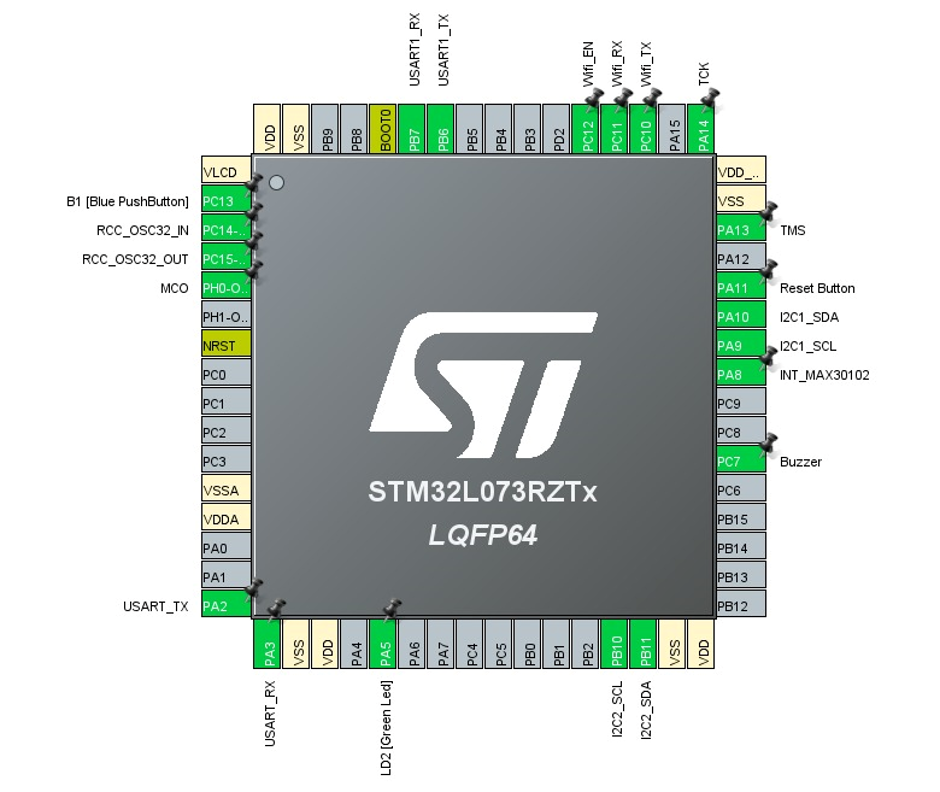 USART1_RX
USART1_TX
Wifi_EN
Wifi_RX
Wifi_TX
TCK
VDD
VSS
PB9
PB8
BOOT0
PB7
PB6
PB5
PB4
PB3
PD2
PC12
PC11
PC10
PA15
PA14
VLCD
B1 [Blue PushButton]
PC13
RCC_OSC32_IN
PC14-..
RCC_OSC32_OUT
PC15-..
MCO
PH0-O..
PH1-O..
NRST
PC0
PC1
PC2
PC3
VSSA
VDDA
PA0
PA1
USART_TX
PA2
VDD_..
VSS
PA13
TMS
PA12
PA11
Reset Button
PA10
I2C1_SDA
PA9
I2C1_SCL
PA8
INT_MAX30102
PC9
PC8
PC7
Buzzer
PC6
PB15
PB14
PB13
PB12
ST
STM32L073RZTx
LQFP64
PA3
VSS
VDD
PA4
PA5
PA6
PA7
PC4
PC5
PB0
PB1
PB2
PB10
PB11
VSS
VDD
USART_RX
LD2 [Green Led]
I2C2_SCL
I2C2_SDA